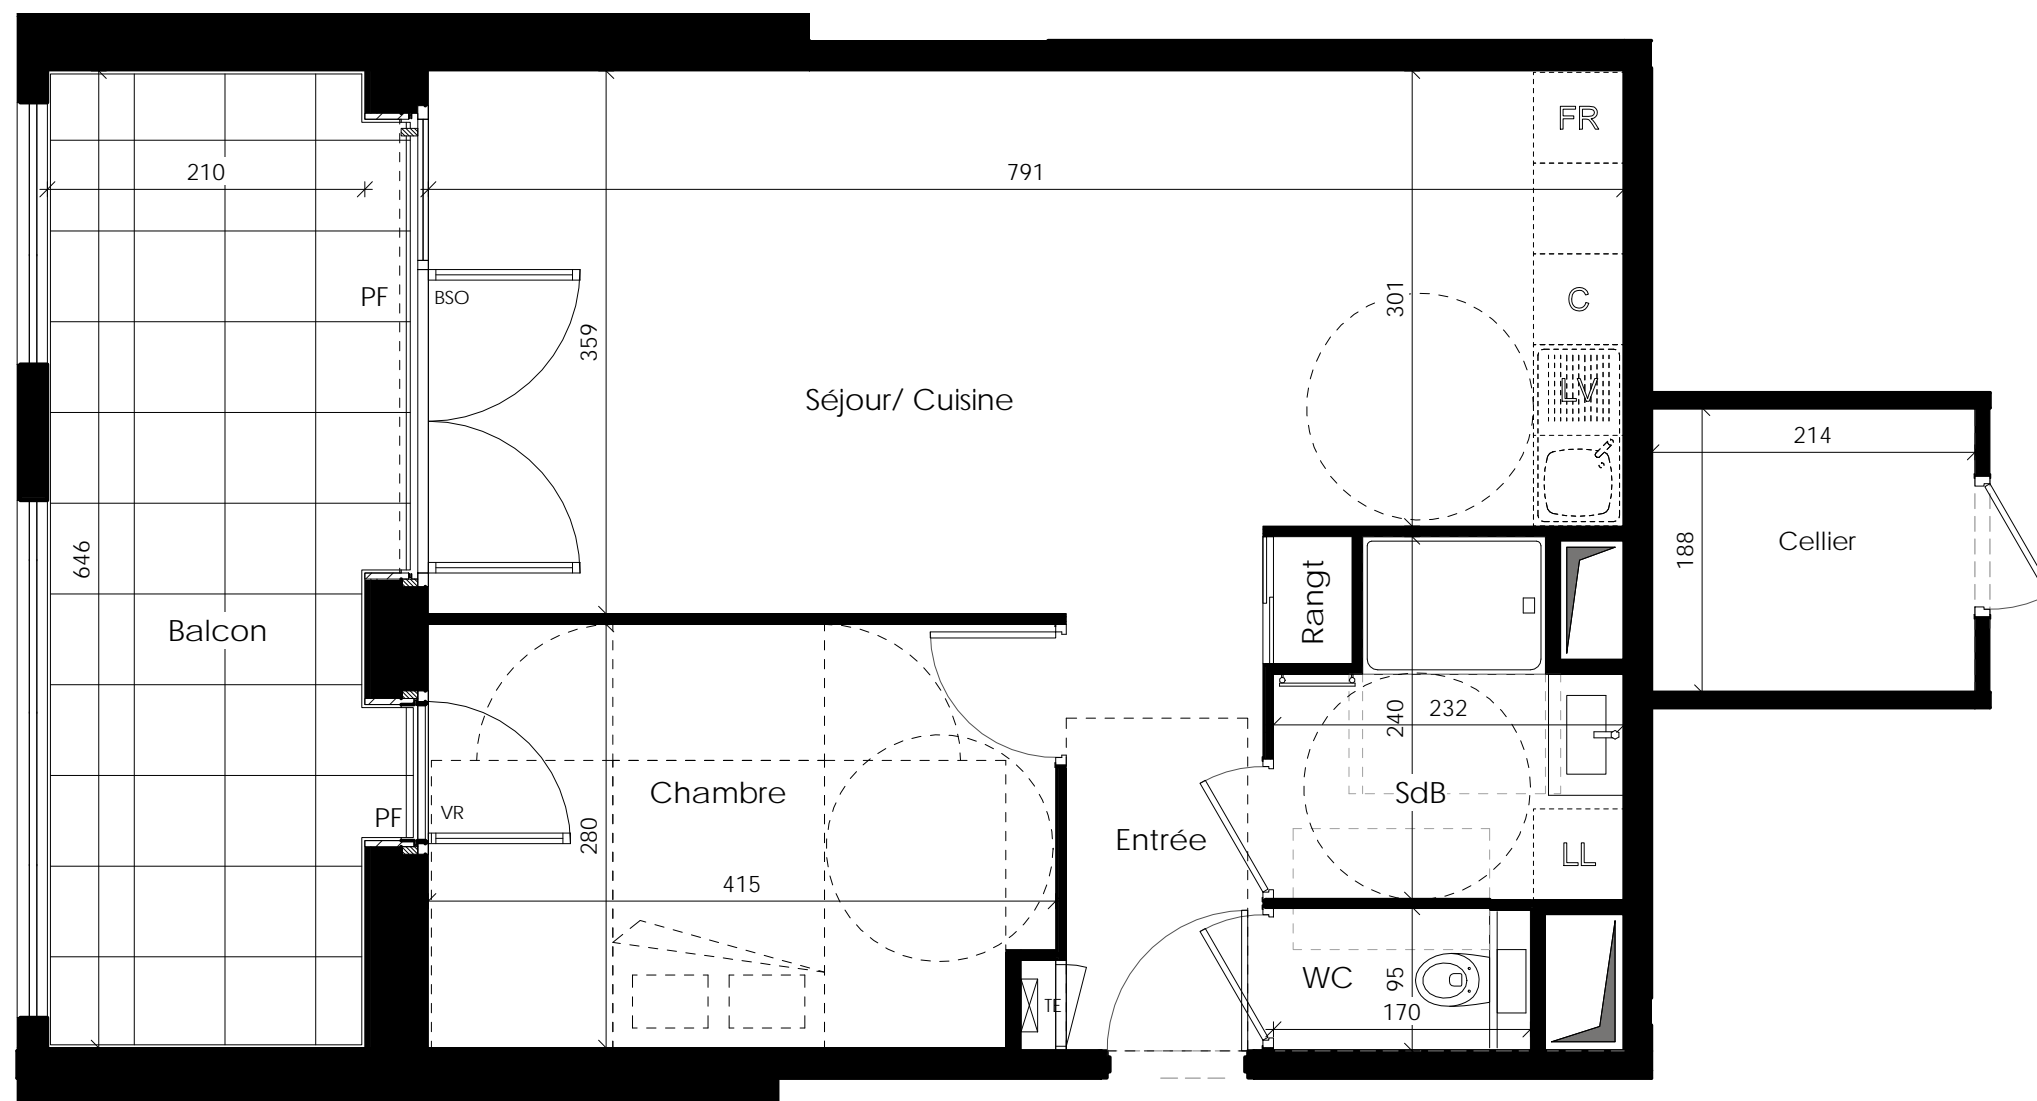 FR
210
791
PF
BSO
301
C
359
Séjour/ Cuisine
LV
214
646
188
Cellier
Rangt
Balcon
240
232
Chambre
SdB
PF
VR
280
Entrée
LL
415
WC
95
TE
170